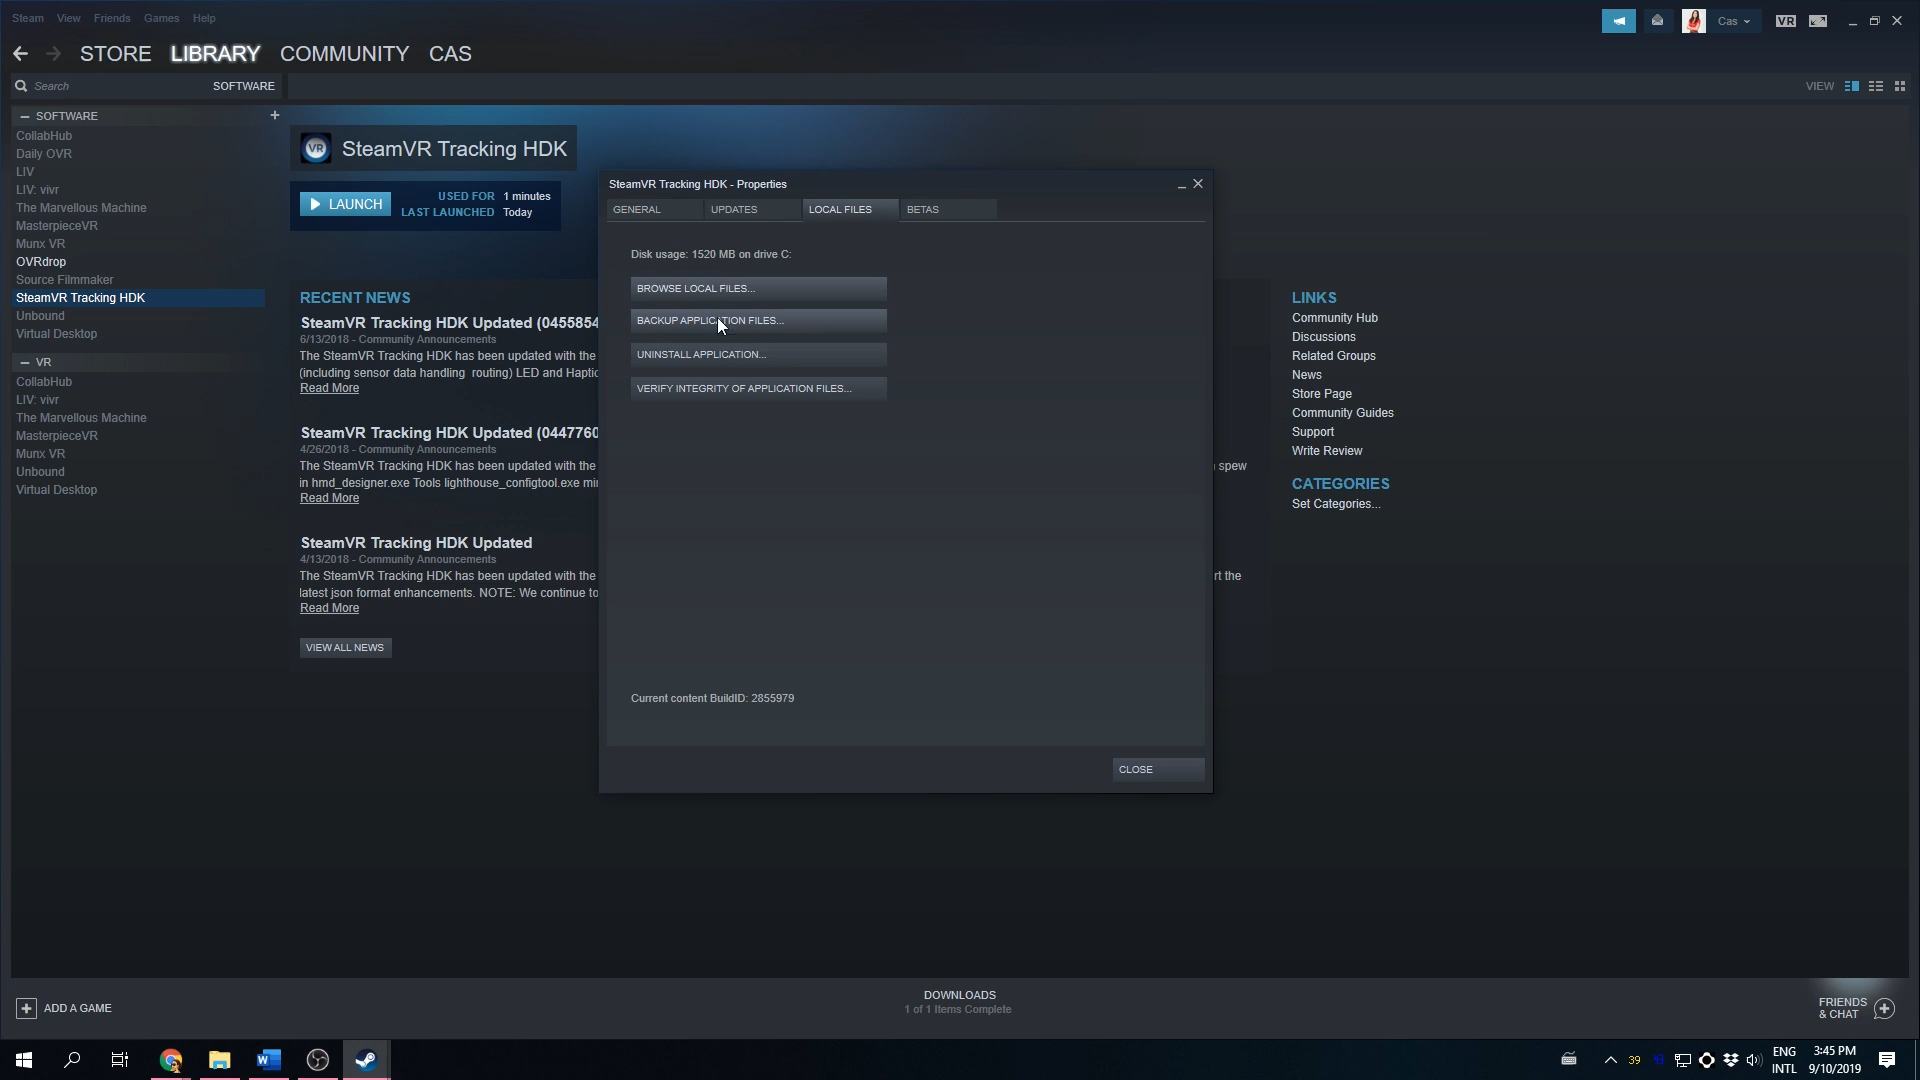 Steam View Friends Games Help
Cas
VR
STORE LIBRARY COMMUNITY CAS
Search SOFTWARE
VIEW
— SOFTWARE +
CollabHub
Daily OVR
LIV
LIV: vivr
The Marvellous Machine
MasterpieceVR
Munx VR
OVRdrop
Source Filmmaker
SteamVR Tracking HDK
Unbound
Virtual Desktop
— VR
CollabHub
LIV: vivr
The Marvellous Machine
MasterpieceVR
Munx VR
Unbound
Virtual Desktop
VR
SteamVR Tracking HDK
LAUNCH
USED FOR 1 minutes
LAST LAUNCHED Today
RECENT NEWS
SteamVR Tracking HDK Updated (0455854
6/13/2018 - Community Announcements
The SteamVR Tracking HDK has been updated with the
(including sensor data handling routing) LED and Haptic
Read More
SteamVR Tracking HDK Updated (0447760
4/26/2018 - Community Announcements
The SteamVR Tracking HDK has been updated with the
spew
in hmd_designer.exe Tools lighthouse_configtool.exe
Read More
SteamVR Tracking HDK Updated
4/13/2018 - Community Announcements
The SteamVR Tracking HDK has been updated with the
rt the
latest json format enhancements. NOTE: We continue to
Read More
VIEW ALL NEWS
SteamVR Tracking HDK - Properties
GENERAL UPDATES LOCAL FILES BETAS
Disk usage: 1520 MB on drive C:
BROWSE LOCAL FILES...
BACKUP APPLICATION FILES...
UNINSTALL APPLICATION...
VERIFY INTEGRITY OF APPLICATION FILES...
Current content BuildID: 2855979
CLOSE
LINKS
Community Hub
Discussions
Related Groups
News
Store Page
Community Guides
Support
Write Review
CATEGORIES
Set Categories...
+ ADD A GAME
DOWNLOADS
1 of 1 Items Complete
FRIENDS
& CHAT
39
ENG
INTL
3:45 PM
9/10/2019